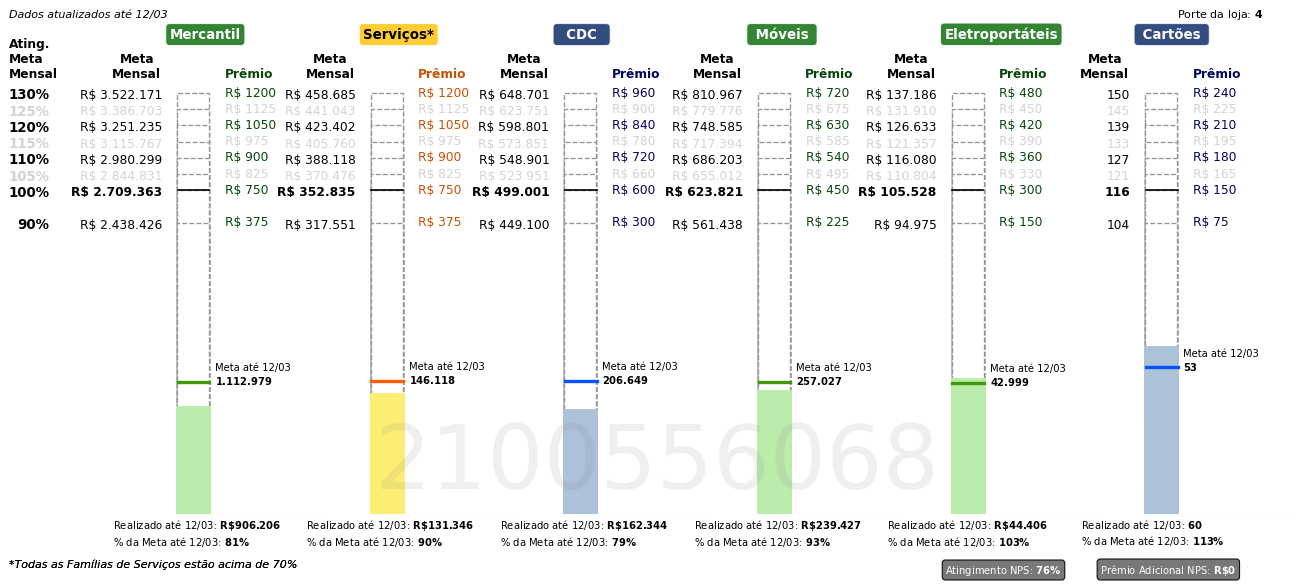 Dados atualizados até 12/03
Porte da loja: 4
Mercantil Serviços* CDC Móveis Eletroportáteis Cartões
Ating. Meta Mensal
Meta Mensal Prêmio Meta Mensal Prêmio Meta Mensal Prêmio Meta Mensal Prêmio Meta Mensal Prêmio Meta Mensal Prêmio
130% R$ 3.522.171 R$ 1200 R$ 458.685 R$ 1200 R$ 648.701 R$ 960 R$ 810.967 R$ 720 R$ 137.186 R$ 480 150 R$ 240
125% R$ 3.386.703 R$ 1125 R$ 441.043 R$ 1125 R$ 623.751 R$ 900 R$ 779.776 R$ 675 R$ 131.910 R$ 450 145 R$ 225
120% R$ 3.251.235 R$ 1050 R$ 423.402 R$ 1050 R$ 598.801 R$ 840 R$ 748.585 R$ 630 R$ 126.633 R$ 420 139 R$ 210
115% R$ 3.115.767 R$ 975 R$ 405.760 R$ 975 R$ 573.851 R$ 780 R$ 717.394 R$ 585 R$ 121.357 R$ 390 133 R$ 195
110% R$ 2.980.299 R$ 900 R$ 388.118 R$ 900 R$ 548.901 R$ 720 R$ 686.203 R$ 540 R$ 116.080 R$ 360 127 R$ 180
105% R$ 2.844.831 R$ 825 R$ 370.476 R$ 825 R$ 523.951 R$ 660 R$ 655.012 R$ 495 R$ 110.804 R$ 330 121 R$ 165
100% R$ 2.709.363 R$ 750 R$ 352.835 R$ 750 R$ 499.001 R$ 600 R$ 623.821 R$ 450 R$ 105.528 R$ 300 116 R$ 150
90% R$ 2.438.426 R$ 375 R$ 317.551 R$ 375 R$ 449.100 R$ 300 R$ 561.438 R$ 225 R$ 94.975 R$ 150 104 R$ 75
Meta até 12/03 Meta até 12/03 Meta até 12/03 Meta até 12/03 Meta até 12/03 Meta até 12/03
1.112.979 146.118 206.649 257.027 42.999 53
2100556068
Realizado até 12/03: R$906.206 Realizado até 12/03: R$131.346 Realizado até 12/03: R$162.344 Realizado até 12/03: R$239.427 Realizado até 12/03: R$44.406 Realizado até 12/03: 60
% da Meta até 12/03: 81% % da Meta até 12/03: 90% % da Meta até 12/03: 79% % da Meta até 12/03: 93% % da Meta até 12/03: 103% % da Meta até 12/03: 113%
*Todas as Famílias de Serviços estão acima de 70%
Atingimento NPS: 76% Prêmio Adicional NPS: R$0